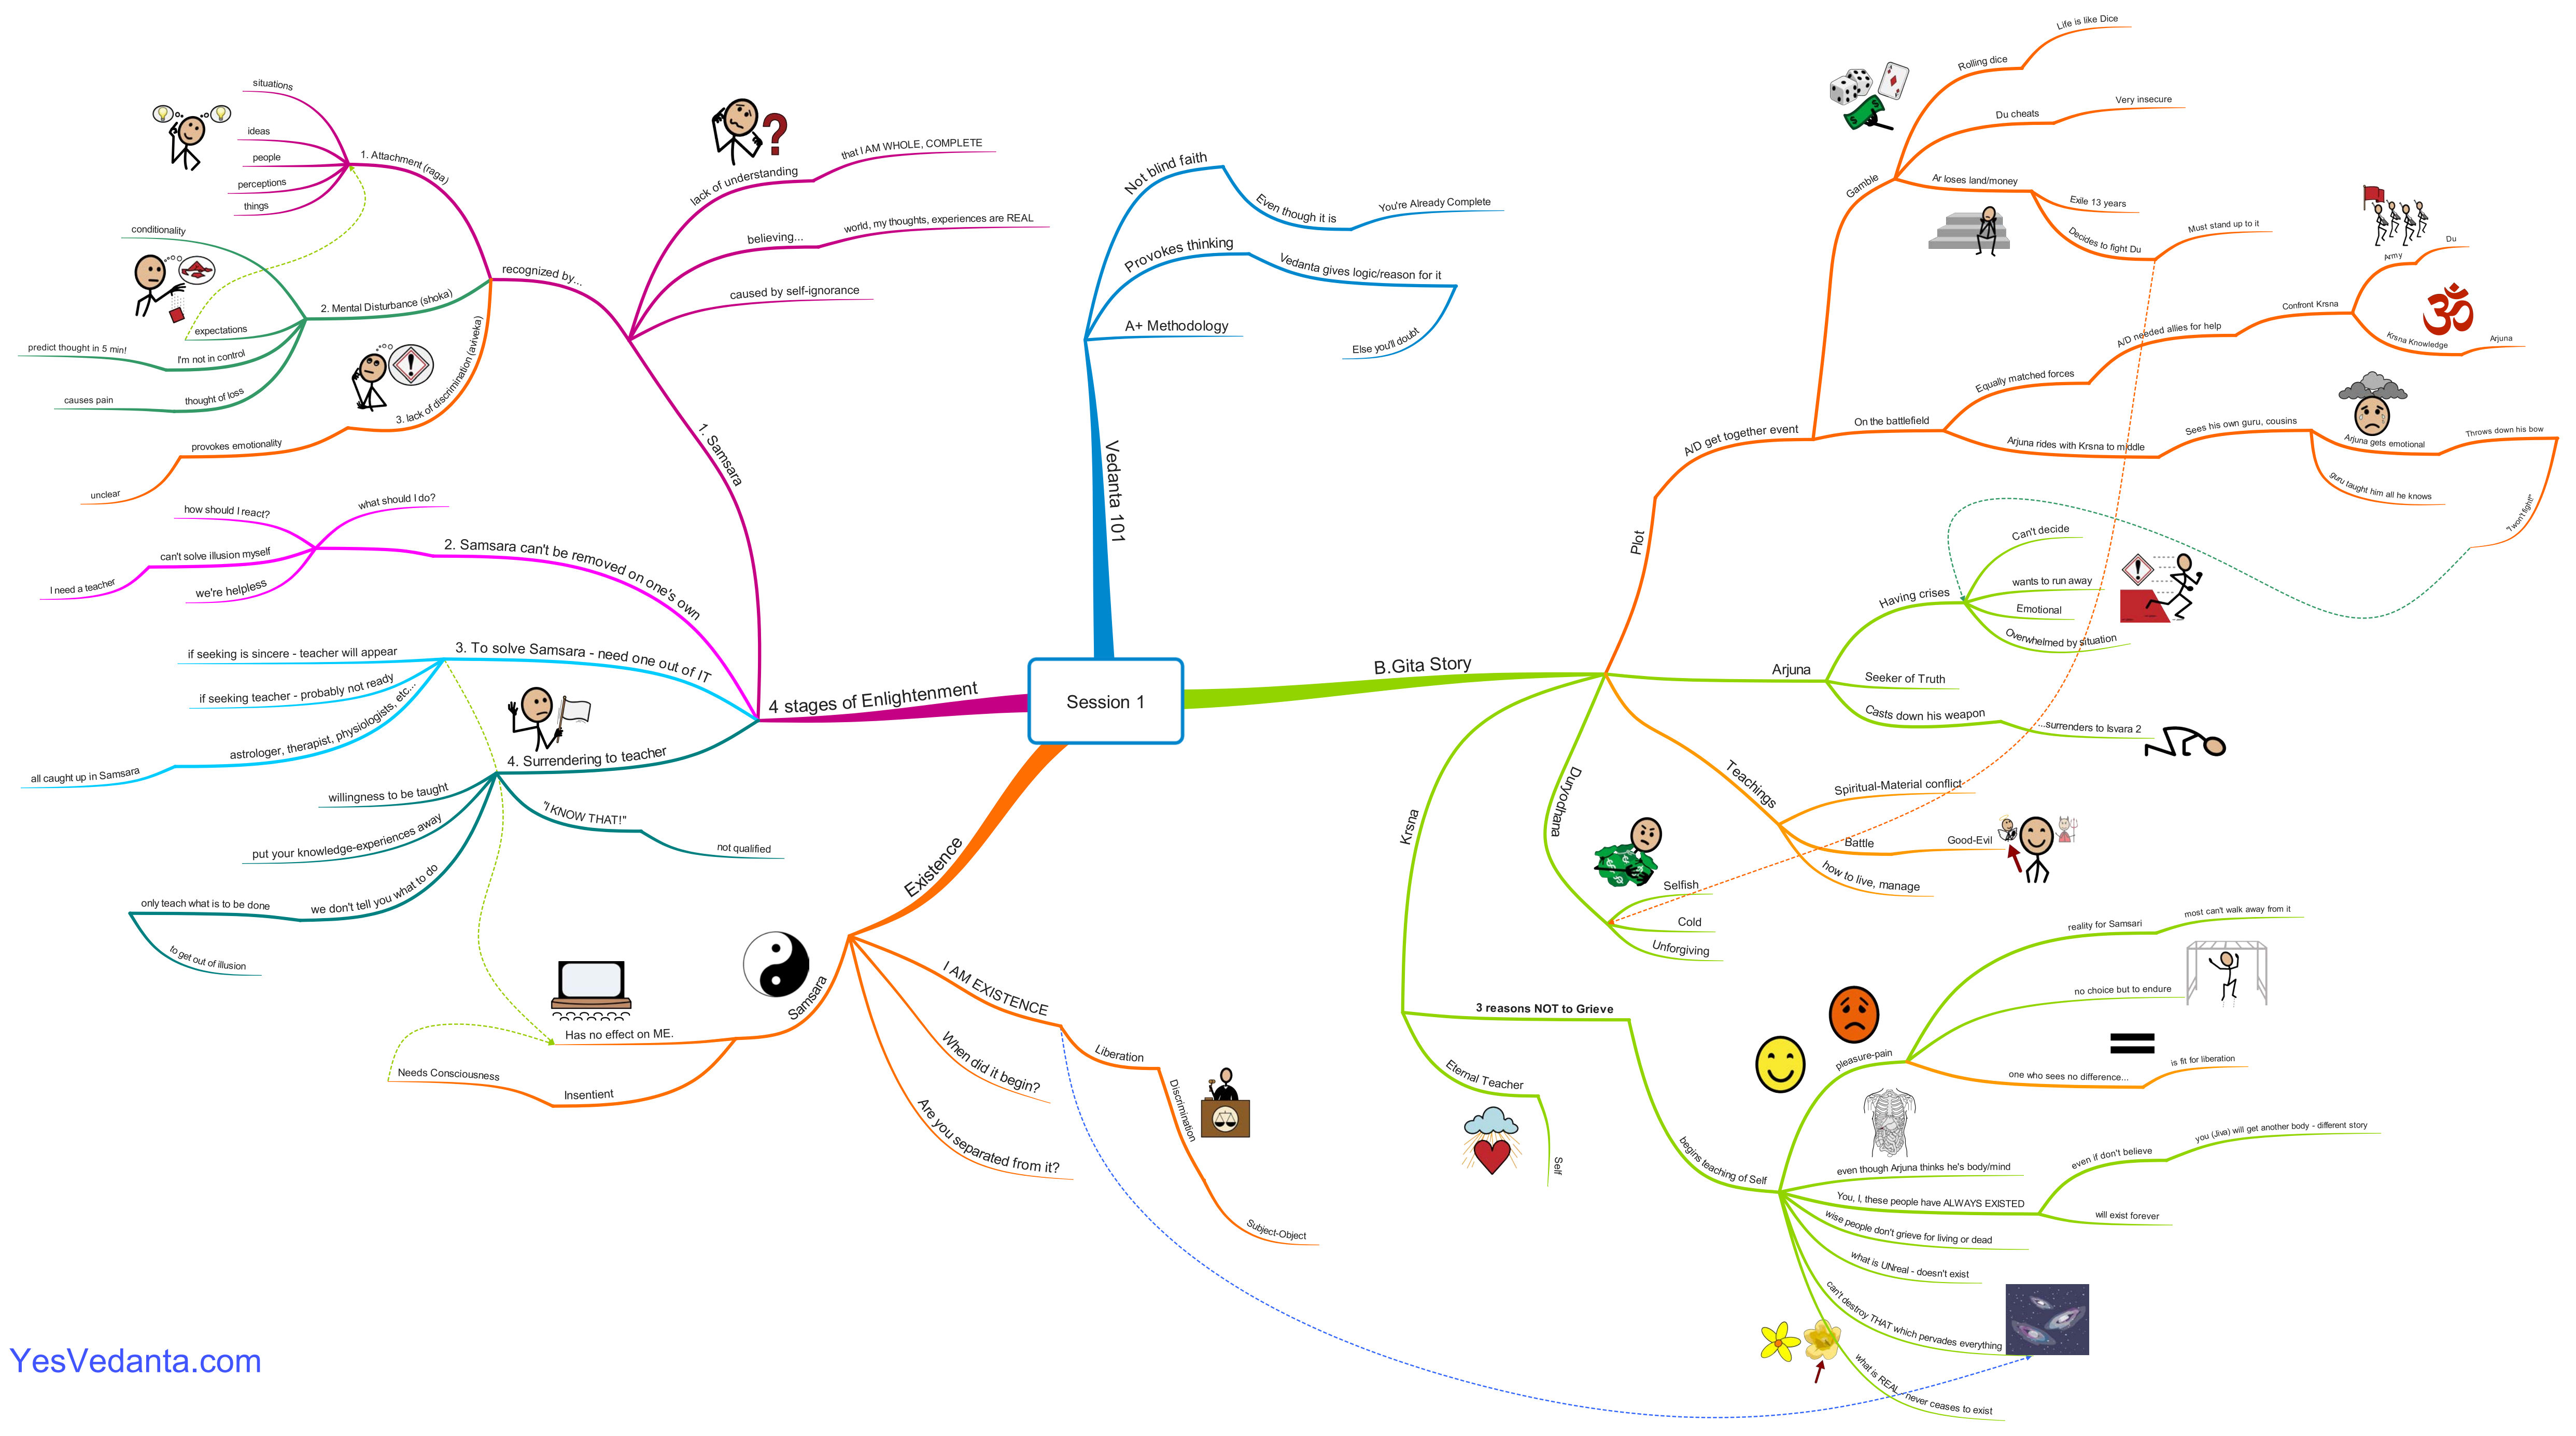 Session 1
Vedanta 101
Not blind faith
Even though it is
You're Already Complete
Provokes thinking
Vedanta gives logic/reason for it
Else you'll doubt
A+ Methodology
B.Gita Story
Plot
A/D get together event
Gamble
Rolling dice
Life is like Dice
Du cheats
Very insecure
Ar loses land/money
Exile 13 years
Decides to fight Du
Must stand up to it
On the battlefield
Equally matched forces
A/D needed allies for help
Confront Krsna
Army
Du
Krsna Knowledge
Arjuna
Arjuna rides with Krsna to middle
Sees his own guru, cousins
Arjuna gets emotional
Throws down his bow
"I won't fight!"
guru taught him all he knows
Arjuna
Having crises
Can't decide
wants to run away
Emotional
Overwhelmed by situation
Seeker of Truth
Casts down his weapon
...surrenders to Isvara 2
Teachings
Spiritual-Material conflict
Battle
Good-Evil
how to live, manage
Duryodhana
Selfish
Cold
Unforgiving
Krsna
3 reasons NOT to Grieve
begins teaching of Self
pleasure-pain
reality for Samsari
most can't walk away from it
no choice but to endure
one who sees no difference...
is fit for liberation
even though Arjuna thinks he's body/mind
You, I, these people have ALWAYS EXISTED
even if don't believe
you (Jiva) will get another body - different story
will exist forever
wise people don't grieve for living or dead
what is UNreal - doesn't exist
can't destroy THAT which pervades everything
what is REAL - never ceases to exist
Eternal Teacher
Self
Existence
I AM EXISTENCE
Liberation
Discrimination
Subject-Object
When did it begin?
Are you separated from it?
Samsara
Has no effect on ME.
Insentient
Needs Consciousness
4 stages of Enlightenment
1. Samsara
lack of understanding
that I AM WHOLE, COMPLETE
believing...
world, my thoughts, experiences are REAL
caused by self-ignorance
recognized by...
1. Attachment (raga)
situations
ideas
people
perceptions
things
2. Mental Disturbance (shoka)
conditionality
expectations
I'm not in control
predict thought in 5 min!
thought of loss
causes pain
3. lack of discrimination (aviveka)
provokes emotionality
unclear
2. Samsara can't be removed on one's own
what should I do?
how should I react?
can't solve illusion myself
I need a teacher
we're helpless
3. To solve Samsara - need one out of IT
if seeking is sincere - teacher will appear
if seeking teacher - probably not ready
astrologer, therapist, physiologists, etc...
all caught up in Samsara
4. Surrendering to teacher
willingness to be taught
put your knowledge-experiences away
we don't tell you what to do
only teach what is to be done
to get out of illusion
"I KNOW THAT!"
not qualified
ॐ
YesVedanta.com